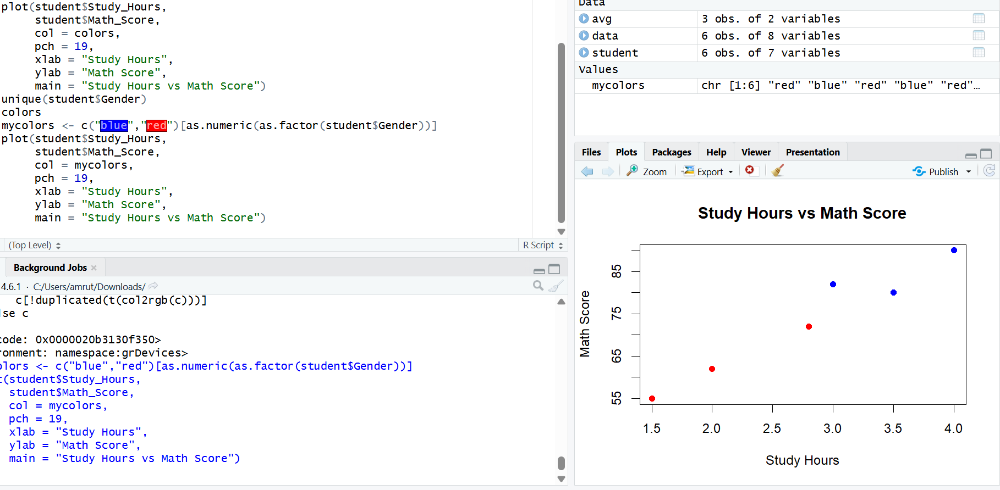 plot(student$Study_Hours,
student$Math_Score,
col = colors,
pch = 19,
xlab = "Study Hours",
ylab = "Math Score",
main = "Study Hours vs Math Score")
unique(student$Gender)
colors
mycolors <- c("blue","red")[as.numeric(as.factor(student$Gender))]
plot(student$Study_Hours,
student$Math_Score,
col = mycolors,
pch = 19,
xlab = "Study Hours",
ylab = "Math Score",
main = "Study Hours vs Math Score")
(Top Level)
R Script
Background Jobs
4.6.1 · C:/Users/amrut/Downloads/
c[!duplicated(t(col2rgb(c)))]
lse c
code: 0x0000020b3130f350>
ronment: namespace:grDevices>
olors <- c("blue","red")[as.numeric(as.factor(student$Gender))]
t(student$Study_Hours,
student$Math_Score,
col = mycolors,
pch = 19,
xlab = "Study Hours",
ylab = "Math Score",
main = "Study Hours vs Math Score")
Data
avg 3 obs. of 2 variables
data 6 obs. of 8 variables
student 6 obs. of 7 variables
Values
mycolors chr [1:6] "red" "blue" "red" "blue" "red"…
Files Plots Packages Help Viewer Presentation
Zoom Export Publish
Study Hours vs Math Score
Math Score
85
75
65
55
1.5 2.0 2.5 3.0 3.5 4.0
Study Hours